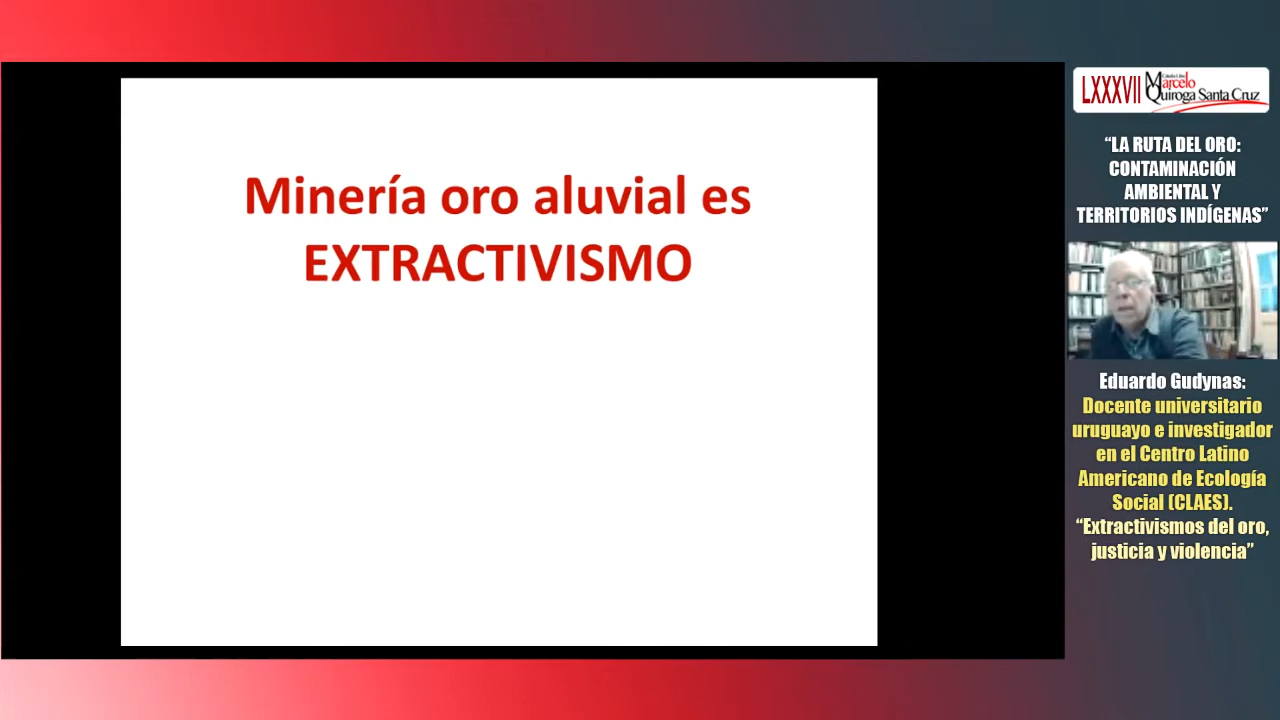 Minería oro aluvial es
EXTRACTIVISMO
LXXXVII
Cátedra Libre
Marcelo
Quiroga Santa Cruz
“LA RUTA DEL ORO:
CONTAMINACIÓN
AMBIENTAL Y
TERRITORIOS INDÍGENAS”
Eduardo Gudynas:
Docente universitario
uruguayo e investigador
en el Centro Latino
Americano de Ecología
Social (CLAES).
“Extractivismos del oro,
justicia y violencia”